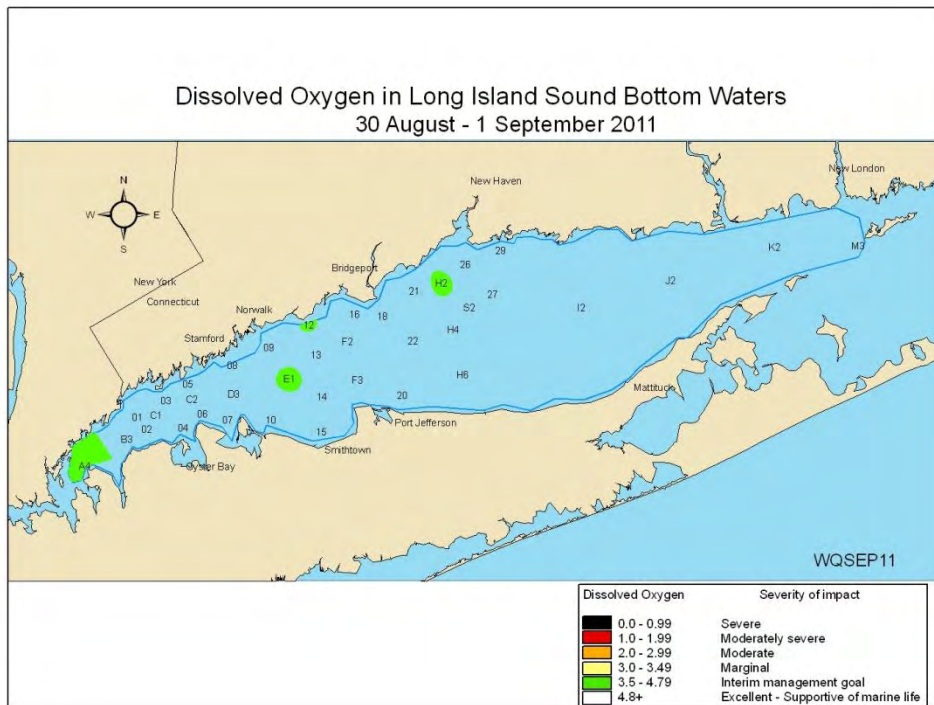 Dissolved Oxygen in Long Island Sound Bottom Waters
30 August - 1 September 2011
N
W E
S
New London
New Haven
28
K2
M3
26
Bridgeport
H2
J2
New York
21
27
Connecticut
S2
I2
Norwalk
16
18
12
H4
Stamford
09
F2
22
13
08
E1
F3
H6
05
D3
Mattituck
03
C2
14
20
01
C1
06
07
10
Port Jefferson
02
04
15
B3
Smithtown
A4
Oyster Bay
WQSEP11
Dissolved Oxygen Severity of impact
0.0 - 0.99 Severe
1.0 - 1.99 Moderately severe
2.0 - 2.99 Moderate
3.0 - 3.49 Marginal
3.5 - 4.79 Interim management goal
4.8+ Excellent - Supportive of marine life